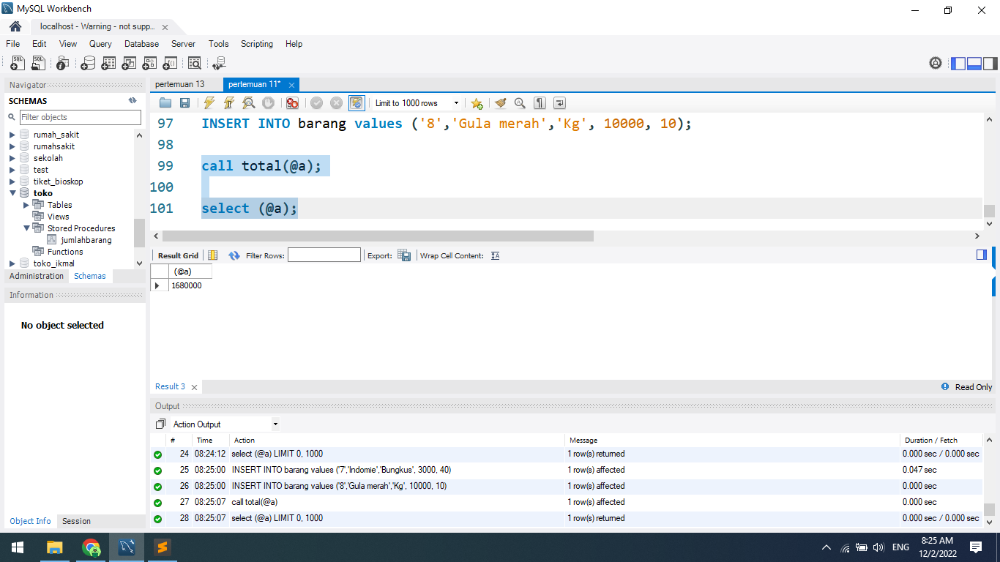 MySQL Workbench
localhost - Warning - not supp...
File Edit View Query Database Server Tools Scripting Help
Navigator
SCHEMAS
Filter objects
rumah_sakit
rumahsakit
sekolah
test
tiket_bioskop
toko
Tables
Views
Stored Procedures
jumlahbarang
Functions
toko_ikmal
Administration Schemas
Information
No object selected
Object Info Session
pertemuan 13 pertemuan 11*
Limit to 1000 rows
97 INSERT INTO barang values ('8','Gula merah','Kg', 10000, 10);
98
99 call total(@a);
100
101 select (@a);
Result Grid Filter Rows: Export: Wrap Cell Content:
(@a)
1680000
Result 3 Read Only
Output
Action Output
# Time Action Message Duration / Fetch
24 08:24:12 select (@a) LIMIT 0, 1000 1 row(s) returned 0.000 sec / 0.000 sec
25 08:25:00 INSERT INTO barang values ('7','Indomie','Bungkus', 3000, 40) 1 row(s) affected 0.047 sec
26 08:25:00 INSERT INTO barang values ('8','Gula merah','Kg', 10000, 10) 1 row(s) affected 0.000 sec
27 08:25:07 call total(@a) 1 row(s) affected 0.000 sec
28 08:25:07 select (@a) LIMIT 0, 1000 1 row(s) returned 0.000 sec / 0.000 sec
ENG
8:25 AM
12/2/2022